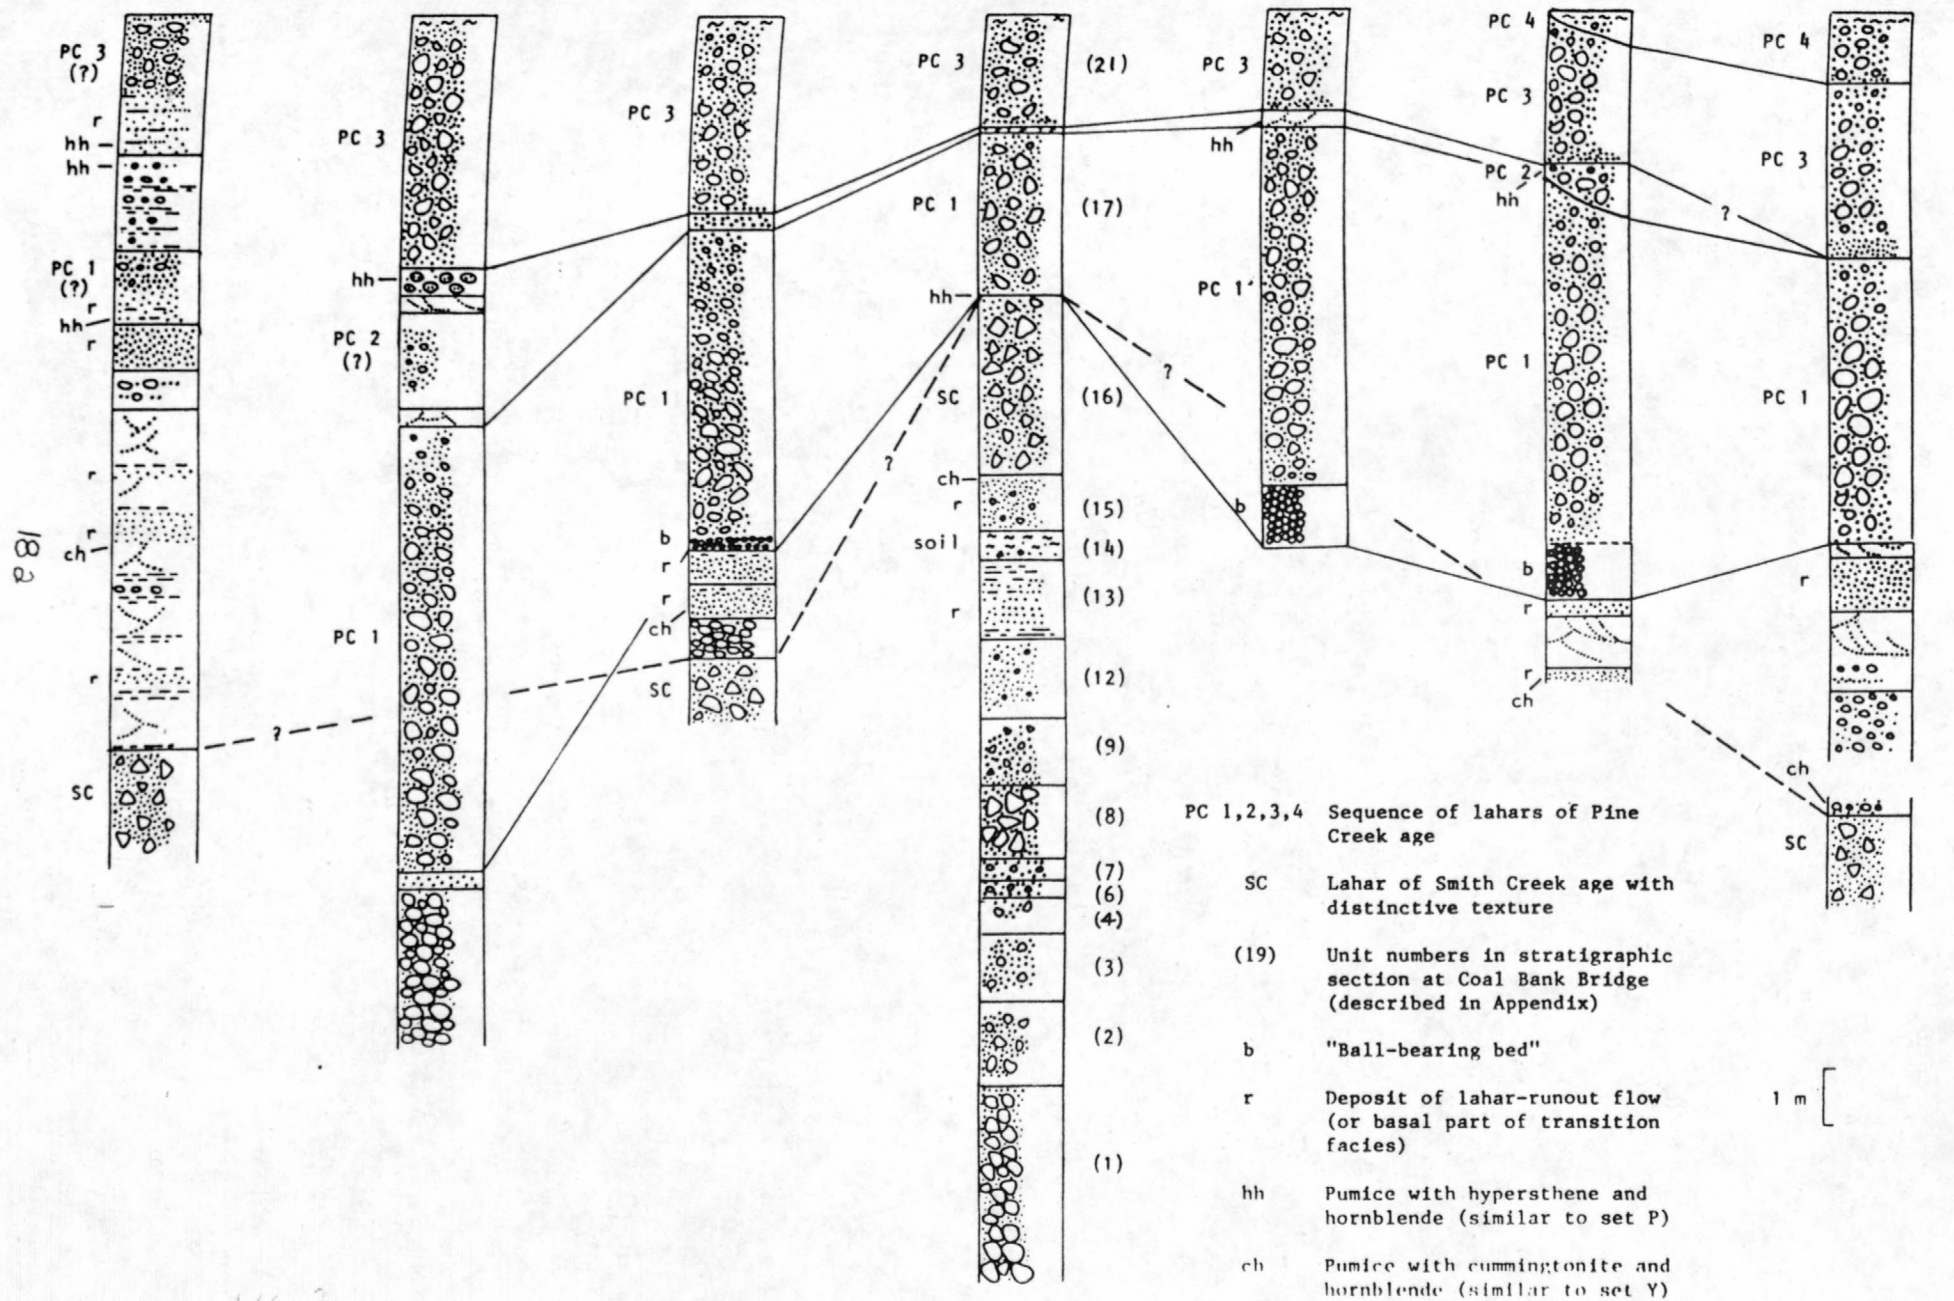 PC 3
(?)
r
hh
hh
PC 1
(?)
r
hh
r
r
r
ch
r
SC
?
18a
PC 3
hh
PC 2
(?)
PC 1
PC 3
PC 1
b
r
r
ch
SC
?
PC 3
PC 1
hh
SC
ch
r
soil
r
(21)
(17)
(16)
(15)
(14)
(13)
(12)
(9)
(8)
(7)
(6)
(4)
(3)
(2)
(1)
?
PC 3
hh
PC 1
b
PC 4
PC 3
PC 2
hh
PC 1
b
r
r
ch
?
PC 4
PC 3
PC 1
r
ch
SC
PC 1,2,3,4 Sequence of lahars of Pine
Creek age
SC Lahar of Smith Creek age with
distinctive texture
(19) Unit numbers in stratigraphic
section at Coal Bank Bridge
(described in Appendix)
b "Ball-bearing bed"
r Deposit of lahar-runout flow
(or basal part of transition
facies)
hh Pumice with hypersthene and
hornblende (similar to set P)
ch Pumice with cummingtonite and
hornblende (similar to set Y)
1 m